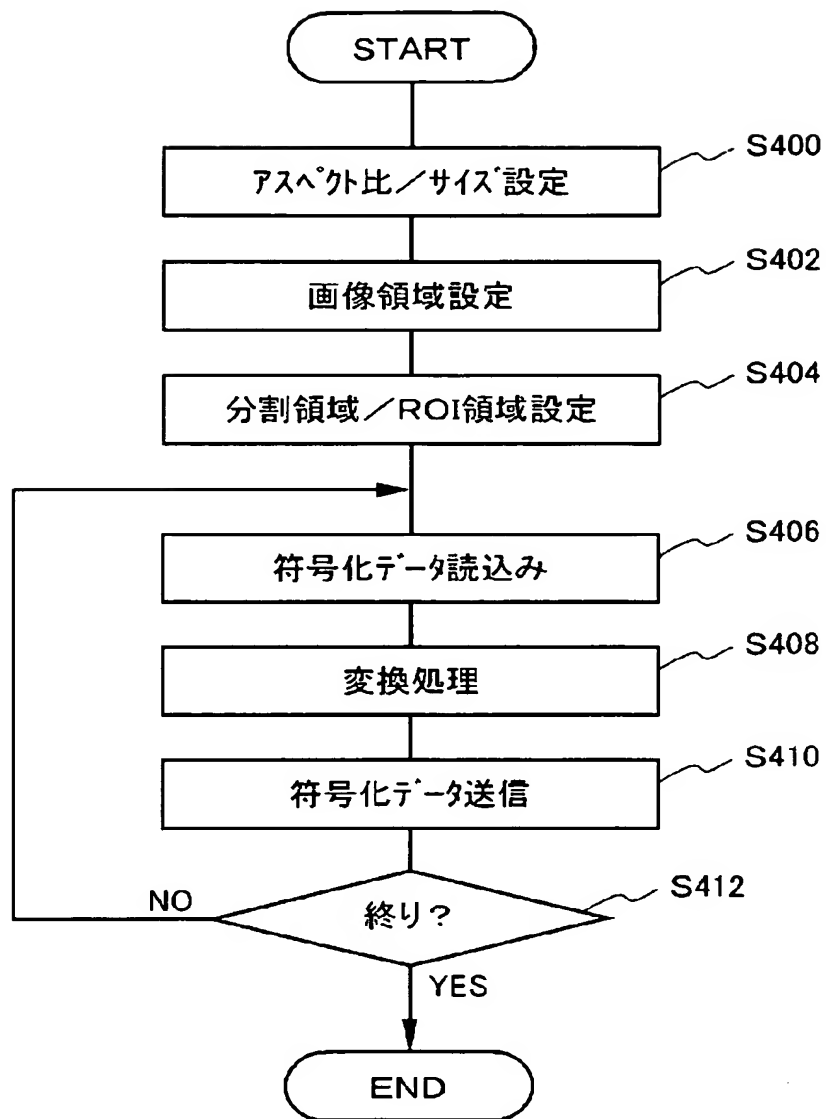 START
アスペクト比／サイズ設定
S400
画像領域設定
S402
分割領域／ROI領域設定
S404
符号化データ読込み
S406
変換処理
S408
符号化データ送信
S410
終り？
S412
NO
YES
END